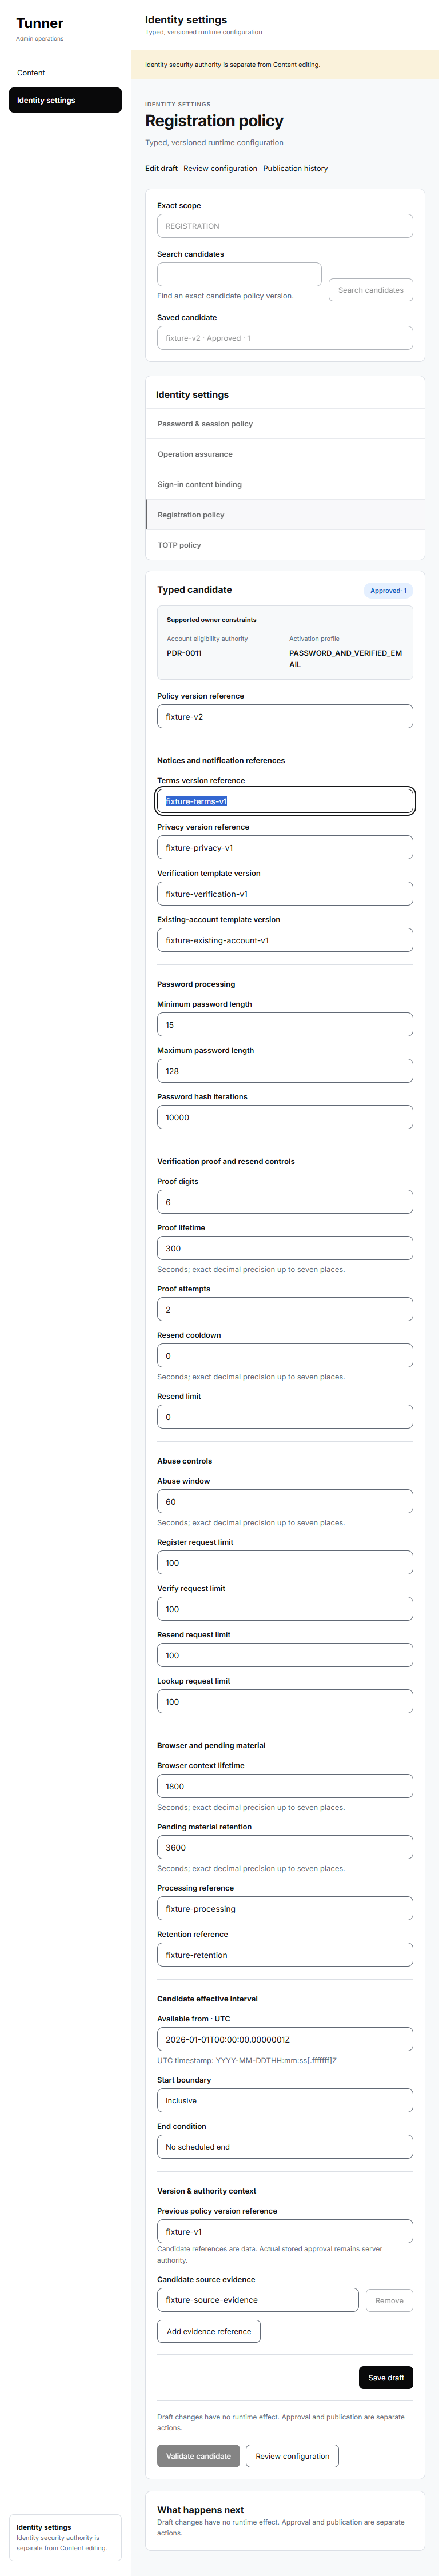 Tunner
Admin operations
Content
Identity settings
Identity settings
Identity security authority is
separate from Content editing.
Identity settings
Typed, versioned runtime configuration
Identity security authority is separate from Content editing.
IDENTITY SETTINGS
Registration policy
Typed, versioned runtime configuration
Edit draft Review configuration Publication history
Exact scope
REGISTRATION
Search candidates
Find an exact candidate policy version.
Search candidates
Saved candidate
fixture-v2 · Approved · 1
Identity settings
Password & session policy
Operation assurance
Sign-in content binding
Registration policy
TOTP policy
Typed candidate
Approved· 1
Supported owner constraints
Account eligibility authority
PDR-0011
Activation profile
PASSWORD_AND_VERIFIED_EM
AIL
Policy version reference
fixture-v2
Notices and notification references
Terms version reference
fixture-terms-v1
Privacy version reference
fixture-privacy-v1
Verification template version
fixture-verification-v1
Existing-account template version
fixture-existing-account-v1
Password processing
Minimum password length
15
Maximum password length
128
Password hash iterations
10000
Verification proof and resend controls
Proof digits
6
Proof lifetime
300
Seconds; exact decimal precision up to seven places.
Proof attempts
2
Resend cooldown
0
Seconds; exact decimal precision up to seven places.
Resend limit
0
Abuse controls
Abuse window
60
Seconds; exact decimal precision up to seven places.
Register request limit
100
Verify request limit
100
Resend request limit
100
Lookup request limit
100
Browser and pending material
Browser context lifetime
1800
Seconds; exact decimal precision up to seven places.
Pending material retention
3600
Seconds; exact decimal precision up to seven places.
Processing reference
fixture-processing
Retention reference
fixture-retention
Candidate effective interval
Available from · UTC
2026-01-01T00:00:00.0000001Z
UTC timestamp: YYYY-MM-DDTHH:mm:ss[.fffffff]Z
Start boundary
Inclusive
End condition
No scheduled end
Version & authority context
Previous policy version reference
fixture-v1
Candidate references are data. Actual stored approval remains server
authority.
Candidate source evidence
fixture-source-evidence
Remove
Add evidence reference
Save draft
Draft changes have no runtime effect. Approval and publication are separate
actions.
Validate candidate
Review configuration
What happens next
Draft changes have no runtime effect. Approval and publication are separate
actions.